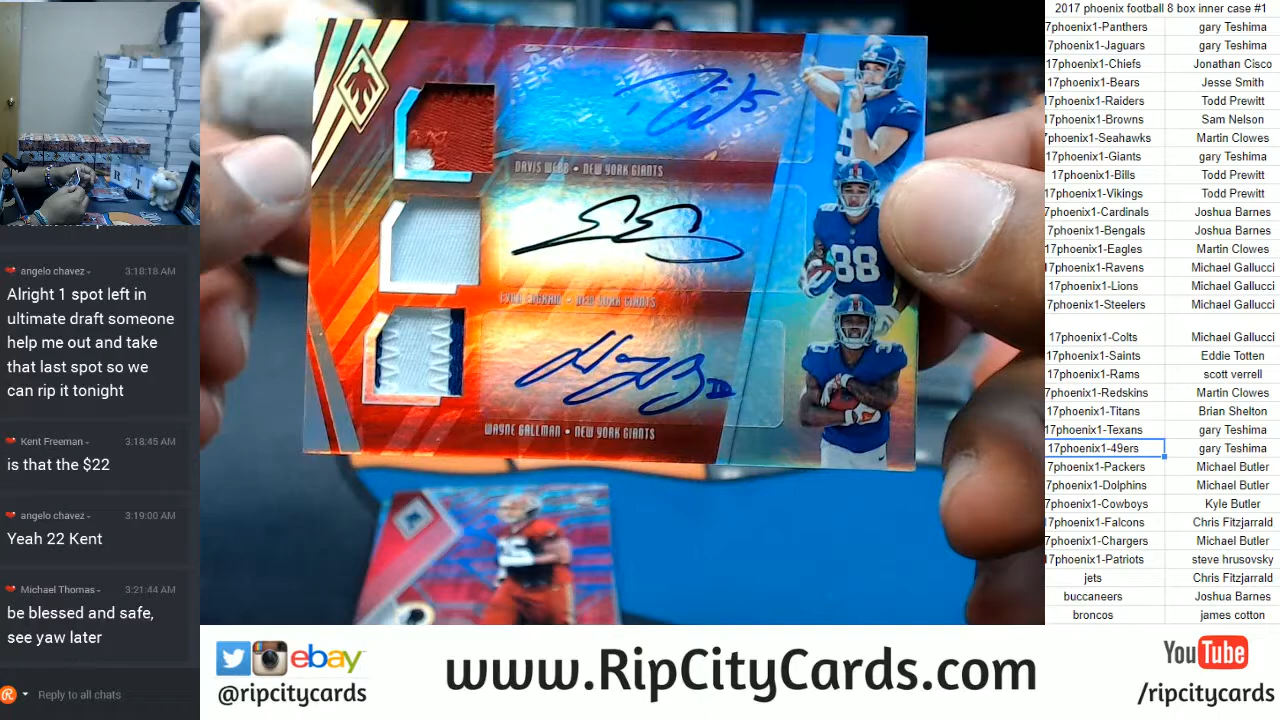 angelo chavez
3:18:18 AM
Alright 1 spot left in
ultimate draft someone
help me out and take
that last spot so we
can rip it tonight
Kent Freeman
3:18:45 AM
is that the $22
angelo chavez
3:19:00 AM
Yeah 22 Kent
Michael Thomas
3:21:44 AM
be blessed and safe,
see yaw later
Reply to all chats
DAVIS WEBB • NEW YORK GIANTS
EVAN ENGRAM • NEW YORK GIANTS
WAYNE GALLMAN • NEW YORK GIANTS
88
2017 phoenix football 8 box inner case #1
7phoenix1-Panthers gary Teshima
17phoenix1-Jaguars gary Teshima
17phoenix1-Chiefs Jonathan Cisco
17phoenix1-Bears Jesse Smith
17phoenix1-Raiders Todd Prewitt
17phoenix1-Browns Sam Nelson
7phoenix1-Seahawks Martin Clowes
17phoenix1-Giants gary Teshima
17phoenix1-Bills Todd Prewitt
17phoenix1-Vikings Todd Prewitt
7phoenix1-Cardinals Joshua Barnes
17phoenix1-Bengals Joshua Barnes
17phoenix1-Eagles Martin Clowes
17phoenix1-Ravens Michael Gallucci
17phoenix1-Lions Michael Gallucci
7phoenix1-Steelers Michael Gallucci
17phoenix1-Colts Michael Gallucci
17phoenix1-Saints Eddie Totten
17phoenix1-Rams scott verrell
7phoenix1-Redskins Martin Clowes
17phoenix1-Titans Brian Shelton
17phoenix1-Texans gary Teshima
17phoenix1-49ers gary Teshima
7phoenix1-Packers Michael Butler
7phoenix1-Dolphins Michael Butler
7phoenix1-Cowboys Kyle Butler
17phoenix1-Falcons Chris Fitzjarrald
7phoenix1-Chargers Michael Butler
17phoenix1-Patriots steve hrusovsky
jets Chris Fitzjarrald
buccaneers Joshua Barnes
broncos james cotton
ebay
@ripcitycards
www.RipCityCards.com
YouTube
/ripcitycards